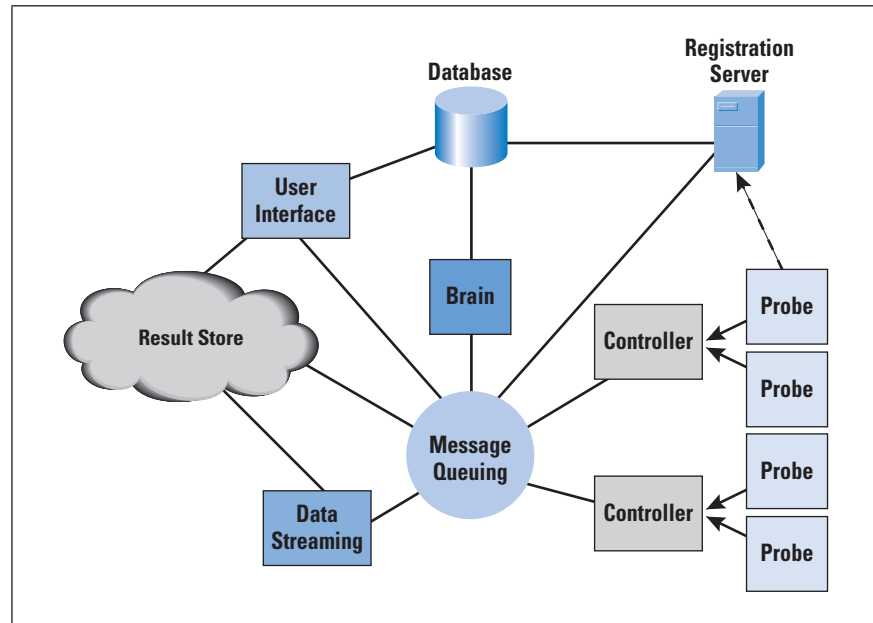 Registration
Server
Database
User
Interface
Brain
Probe
Controller
Result Store
Probe
Message
Queuing
Probe
Controller
Data
Streaming
Probe